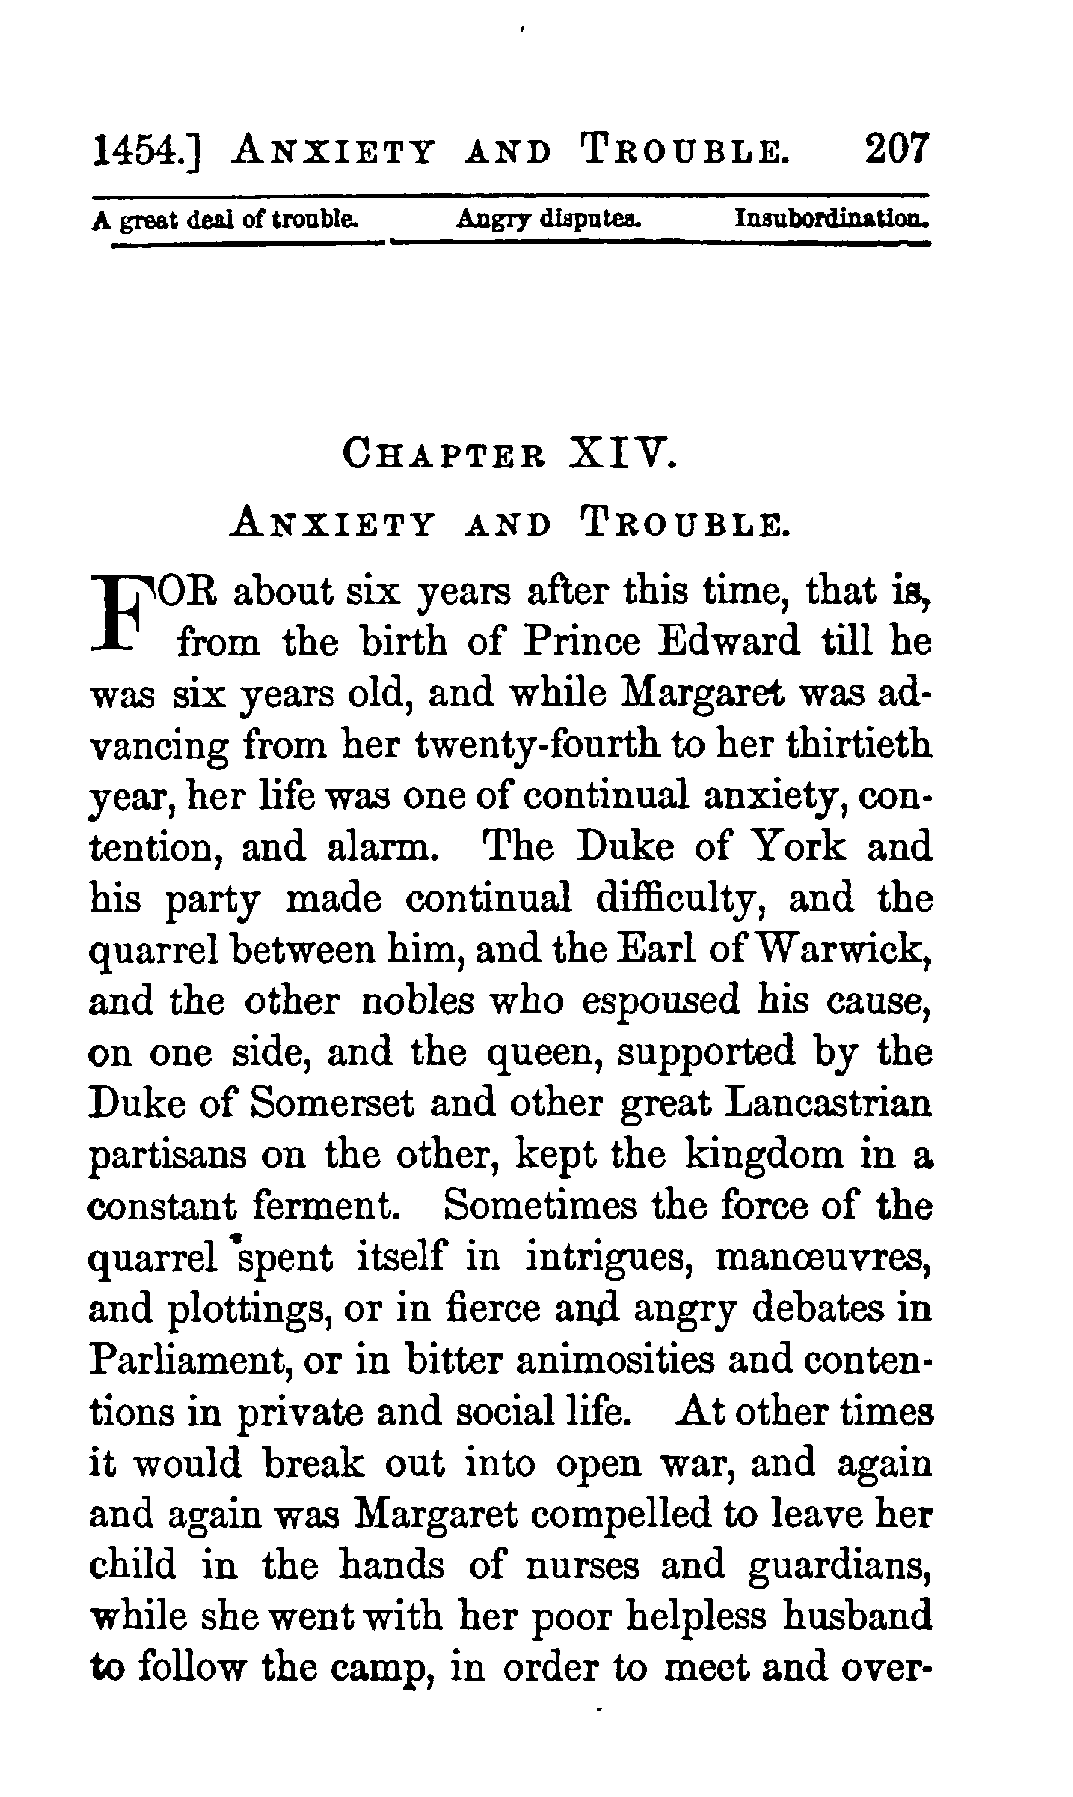 1454.] ANXIETY AND TROUBLE. 207
A great deal of trouble. Angry disputes. Insubordination.
CHAPTER XIV.
ANXIETY AND TROUBLE.
FOR about six years after this time, that is,
from the birth of Prince Edward till he
was six years old, and while Margaret was ad-
vancing from her twenty-fourth to her thirtieth
year, her life was one of continual anxiety, con-
tention, and alarm. The Duke of York and
his party made continual difficulty, and the
quarrel between him, and the Earl of Warwick,
and the other nobles who espoused his cause,
on one side, and the queen, supported by the
Duke of Somerset and other great Lancastrian
partisans on the other, kept the kingdom in a
constant ferment. Sometimes the force of the
quarrel spent itself in intrigues, manœuvres,
and plottings, or in fierce and angry debates in
Parliament, or in bitter animosities and conten-
tions in private and social life. At other times
it would break out into open war, and again
and again was Margaret compelled to leave her
child in the hands of nurses and guardians,
while she went with her poor helpless husband
to follow the camp, in order to meet and over-